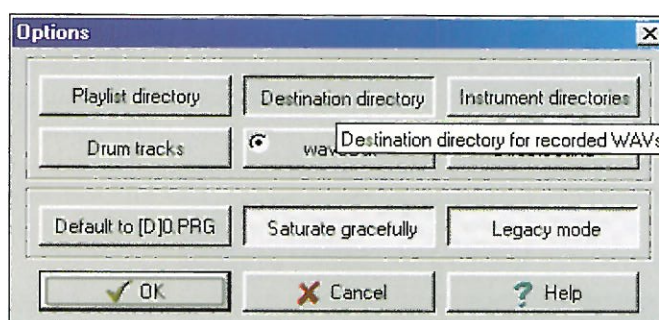 Options
Playlist directory
Destination directory
Instrument directories
Drum tracks
Destination directory for recorded WAVs
Default to [D]0.PRG
Saturate gracefully
Legacy mode
OK
Cancel
Help